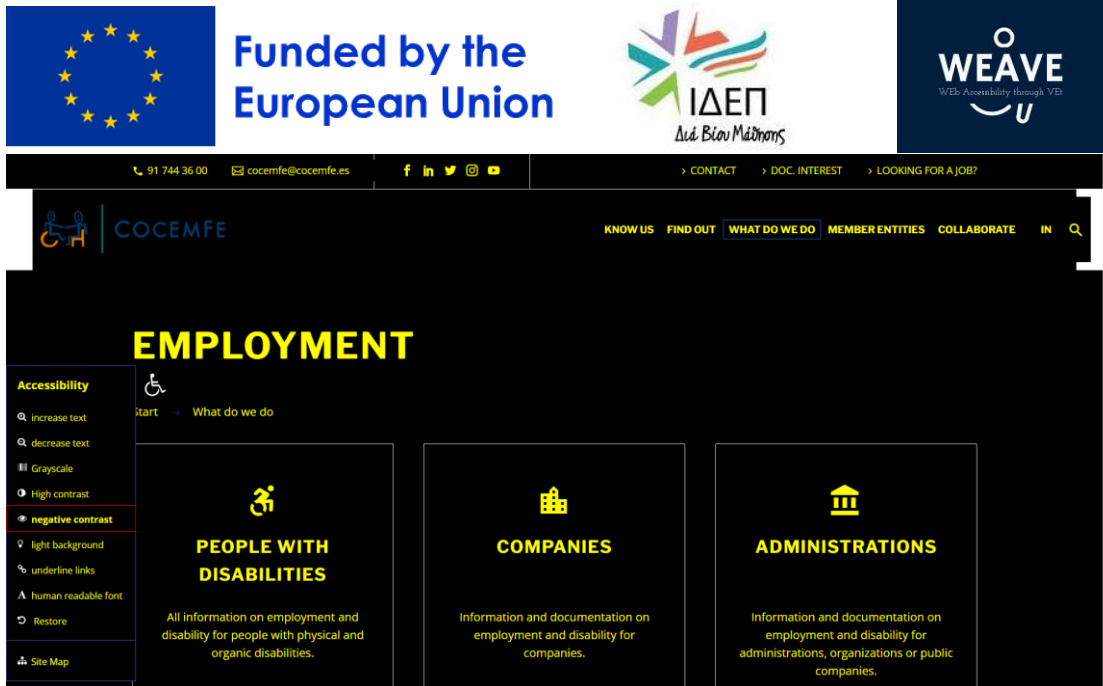 Funded by the
European Union
ΙΔΕΠ
Διά Βίου Μάθησης
WEAVE
WEb Accessibility through VEt
U
91 744 36 00
cocemfe@cocemfe.es
CONTACT
DOC. INTEREST
LOOKING FOR A JOB?
COCEMFE
KNOW US
FIND OUT
WHAT DO WE DO
MEMBER ENTITIES
COLLABORATE
IN
EMPLOYMENT
Start → What do we do
Accessibility
increase text
decrease text
Grayscale
High contrast
negative contrast
light background
underline links
human readable font
Restore
Site Map
PEOPLE WITH
DISABILITIES
All information on employment and
disability for people with physical and
organic disabilities.
COMPANIES
Information and documentation on
employment and disability for
companies.
ADMINISTRATIONS
Information and documentation on
employment and disability for
administrations, organizations or public
companies.